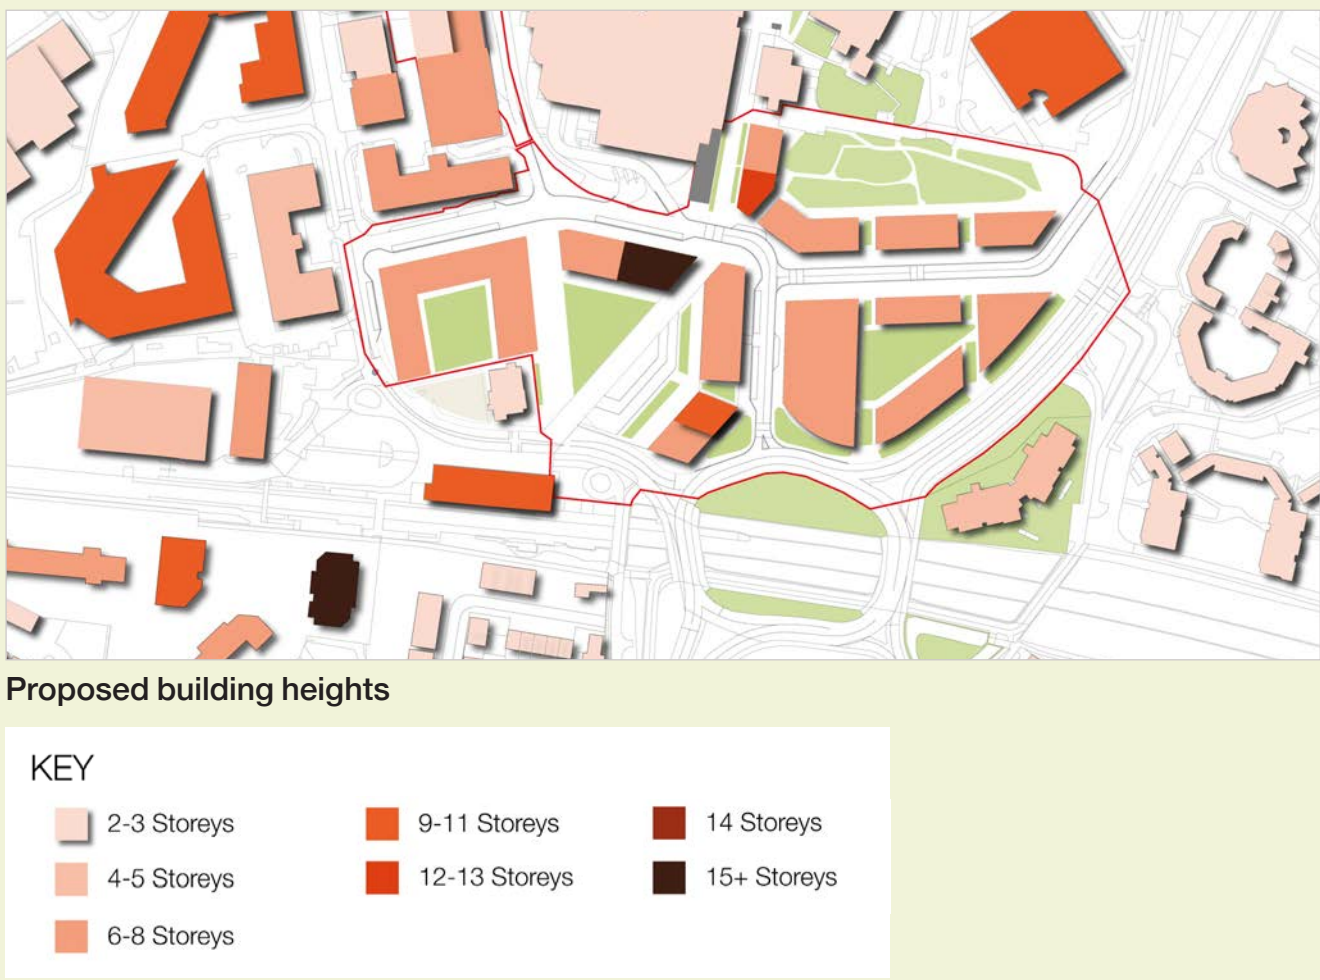 Proposed building heights
KEY
2-3 Storeys
4-5 Storeys
6-8 Storeys
9-11 Storeys
12-13 Storeys
14 Storeys
15+ Storeys